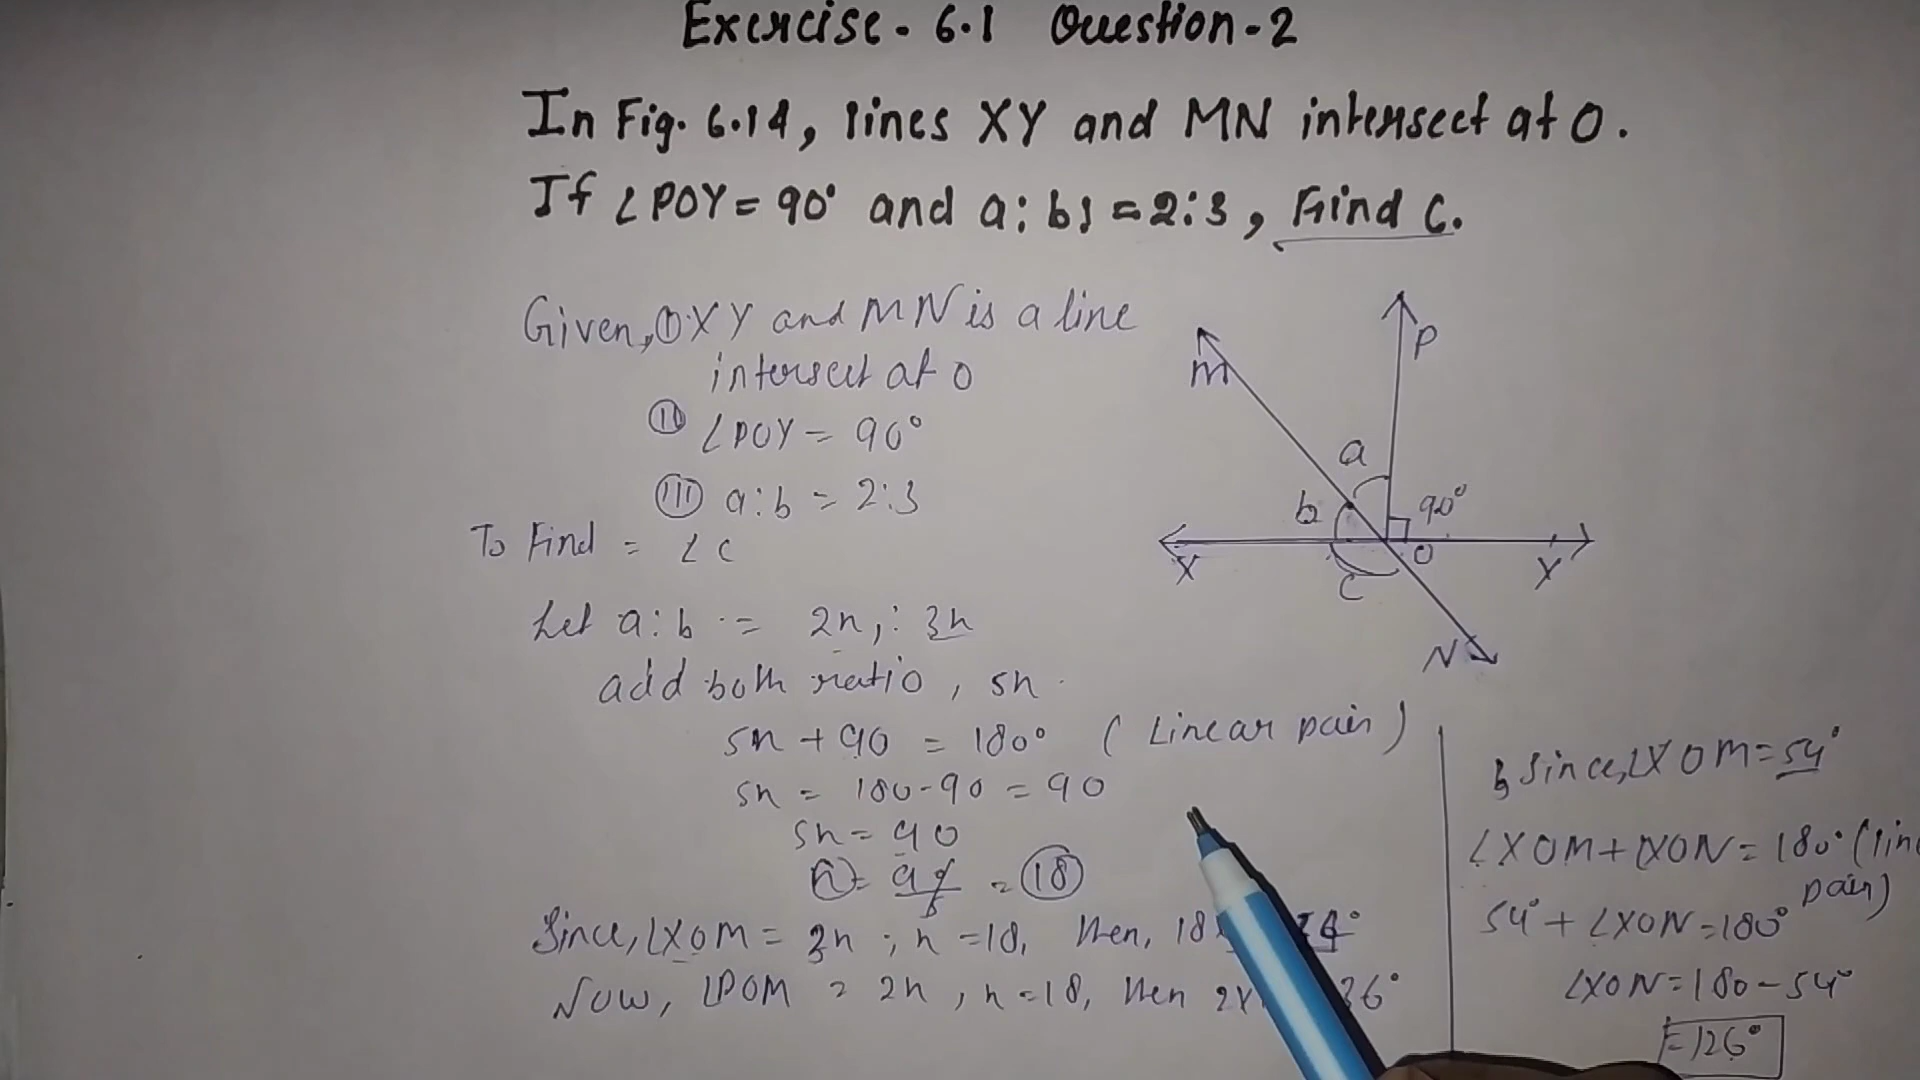 Exercise - 6.1 Question - 2
In Fig. 6.14, lines XY and MN intersect at O.
If ∠POY = 90° and a : b = 2 : 3, Find C.
Given, (I) XY and MN is a line
intersect at O
(II) ∠POY = 90°
(III) a : b = 2 : 3
To Find = ∠C
M
P
a
b
90°
X
O
Y
C
N
Let a : b = 2n : 3n
add both ratio, 5n
5n + 90 = 180° (Linear pair)
5n = 180 - 90 = 90
5n = 90
n = 90/5 = 18
Since, ∠XOM = 3n ; n = 18, then, 18 54°
Now, ∠POM = 2n, n = 18, then 2x 36°
Since, ∠XOM = 54°
∠XOM + ∠XON = 180° (
pair)
54° + ∠XON = 180°
∠XON = 180 - 54°
= 126°